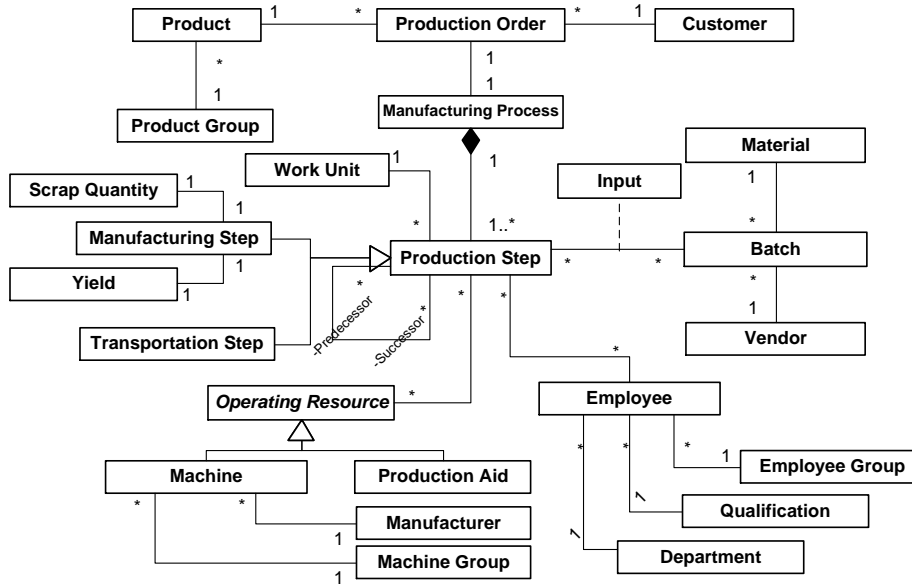 Product 1 * Production Order * 1 Customer
* 1
1 1
Product Group Manufacturing Process
Material
Work Unit 1 1 Input 1
Scrap Quantity 1
1 * 1..* *
Manufacturing Step Production Step * * Batch
1 * * * * *
Yield 1 -Predecessor -Successor 1
Transportation Step Vendor
*
Operating Resource * Employee
* * * 1 Employee Group
Machine Production Aid
* * 1 Qualification
1 Manufacturer
1 Department
1 Machine Group